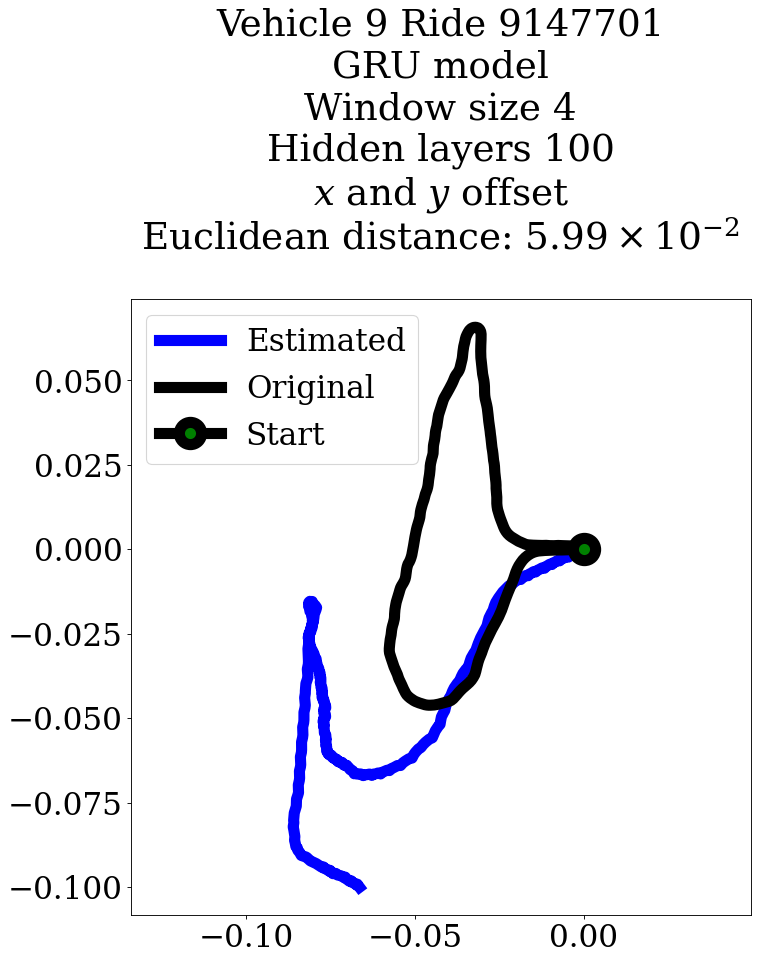 Vehicle 9 Ride 9147701
GRU model
Window size 4
Hidden layers 100
x and y offset
Euclidean distance: 5.99 × 10⁻²
Estimated
Original
Start
0.050
0.025
0.000
−0.025
−0.050
−0.075
−0.100
−0.10 −0.05 0.00